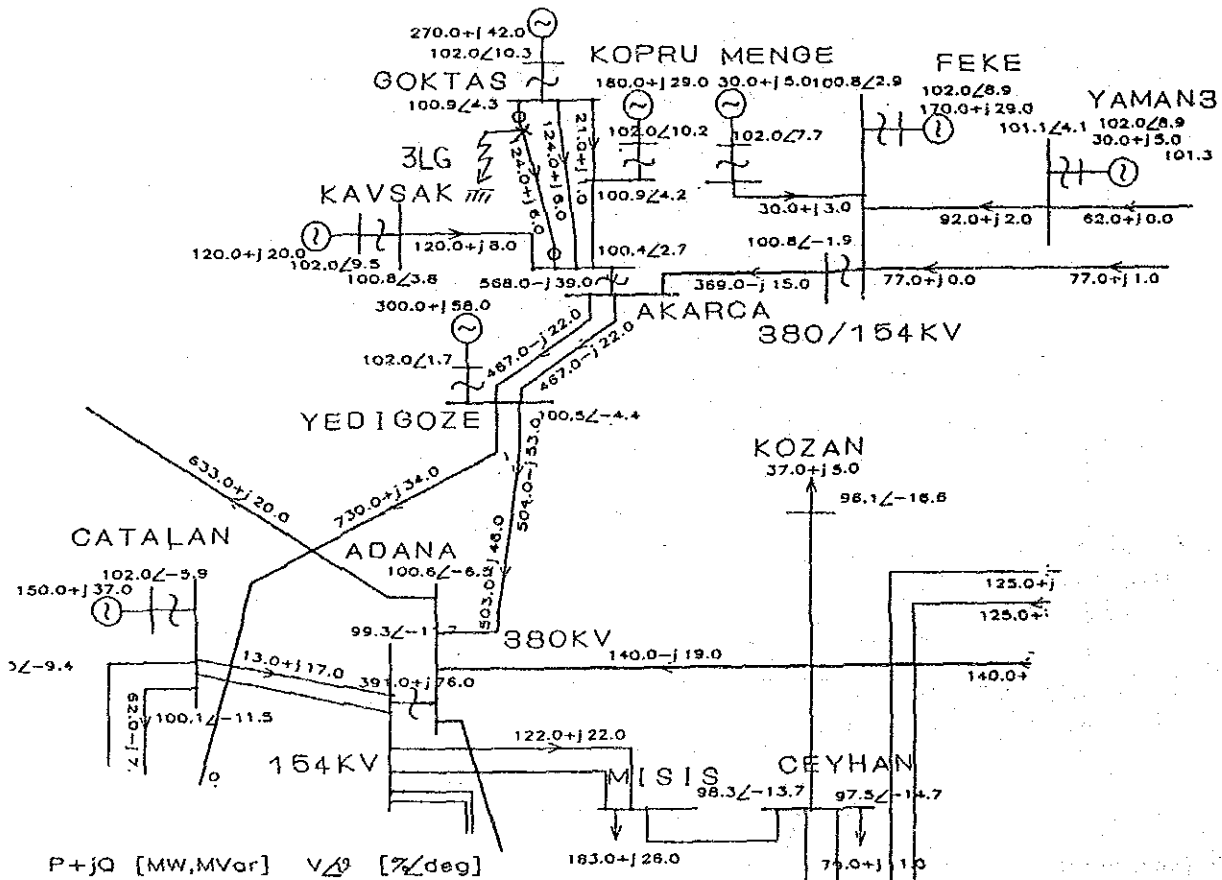 270.0+j42.0
102.0∠10.3
GOKTAS
100.9∠4.3
KOPRU MENGE
180.0+j29.0 30.0+j5.0 100.8∠2.9
FEKE
102.0∠8.9
170.0+j29.0
YAMAN3
102.0∠8.9
30.0+j5.0
101.3
101.1∠4.1
102.0∠10.2
102.0∠7.7
3LG
124.0+j6.0
124.0+j6.0
KAVSAK
100.9∠4.2
30.0+j3.0
92.0+j2.0
62.0+j0.0
120.0+j20.0
102.0∠9.5
100.8∠3.8
120.0+j8.0
100.4∠2.7
100.8∠-1.9
568.0-j39.0
369.0-j15.0
77.0+j0.0
77.0+j1.0
300.0+j58.0
AKARCA
380/154KV
102.0∠1.7
467.0-j22.0
467.0-j22.0
YEDIGOZE
100.5∠-4.4
KOZAN
37.0+j5.0
96.1∠-16.6
633.0+j20.0
730.0+j34.0
504.0-j53.0
CATALAN
ADANA
102.0∠-5.9
150.0+j37.0
503.0-j46.0
125.0+j
125.0+
380KV
∠-9.4
13.0+j17.0
391.0+j76.0
140.0-j19.0
140.0+
62.0-j7.
100.1∠-11.5
154KV
122.0+j22.0
MISIS
CEYHAN
98.3∠-13.7
97.5∠-14.7
183.0+j26.0
P+jQ [MW,MVar] V∠θ [%∠deg]